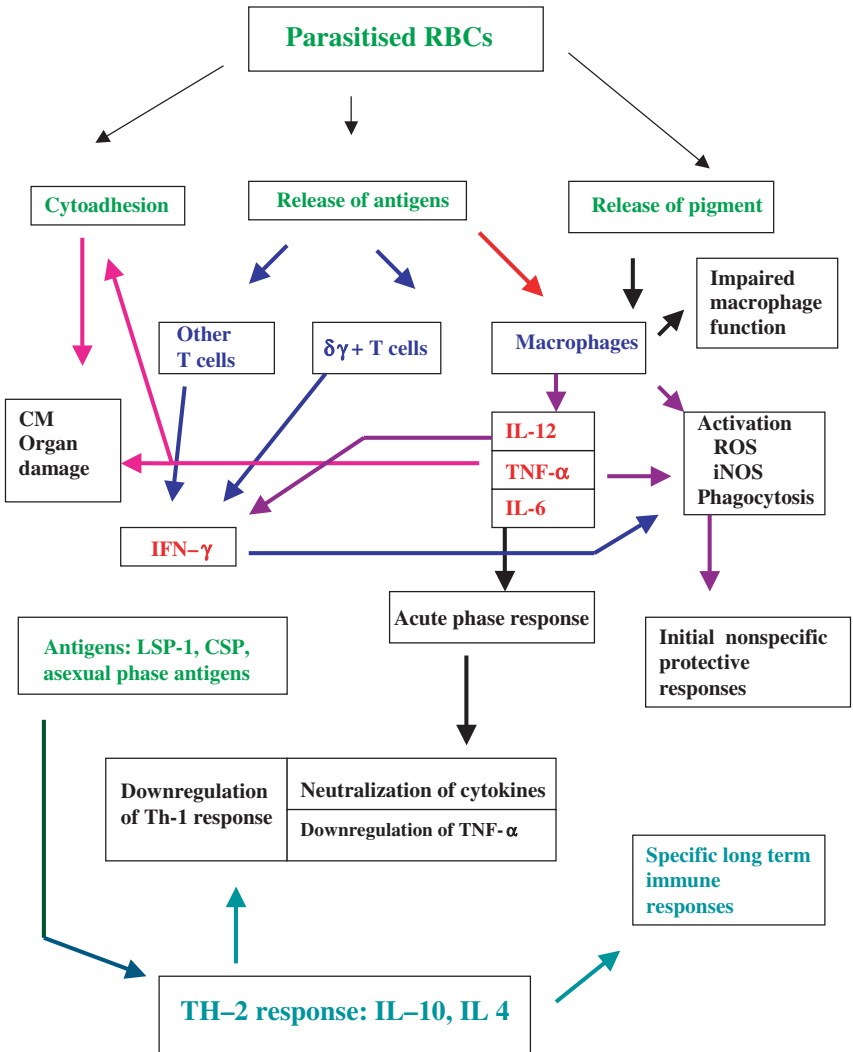 Parasitised RBCs
Cytoadhesion
Release of antigens
Release of pigment
Impaired
macrophage
function
Other
T cells
δγ+ T cells
Macrophages
CM
Organ
damage
IL-12
TNF-α
IL-6
Activation
ROS
iNOS
Phagocytosis
IFN–γ
Acute phase response
Antigens: LSP-1, CSP,
asexual phase antigens
Initial nonspecific
protective
responses
Downregulation
of Th-1 response
Neutralization of cytokines
Downregulation of TNF-α
Specific long term
immune
responses
TH–2 response: IL–10, IL 4